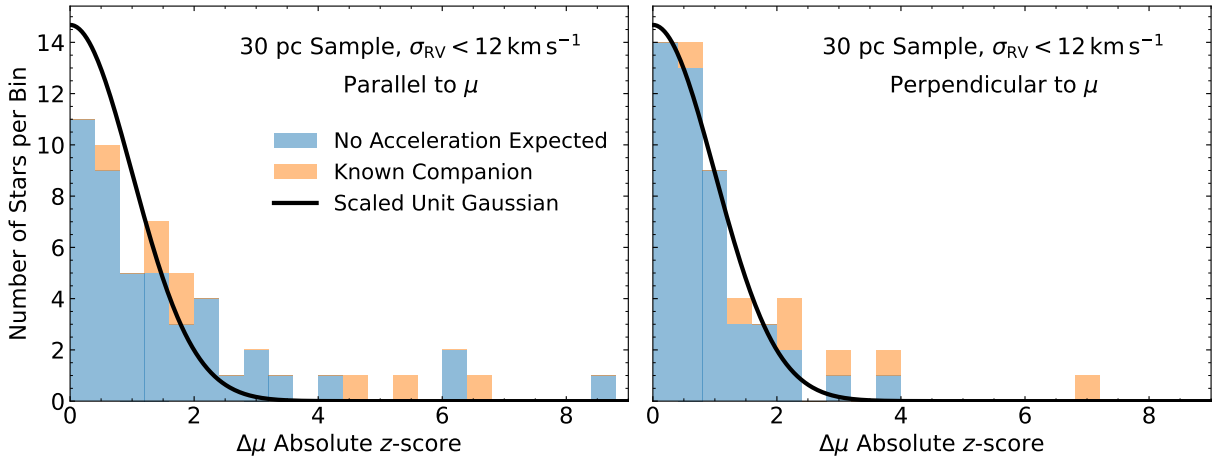 30 pc Sample, σ_RV < 12 km s⁻¹
Parallel to μ
No Acceleration Expected
Known Companion
Scaled Unit Gaussian
Number of Stars per Bin
0 2 4 6 8 10 12 14
0 2 4 6 8
Δμ Absolute z-score
30 pc Sample, σ_RV < 12 km s⁻¹
Perpendicular to μ
0 2 4 6 8
Δμ Absolute z-score